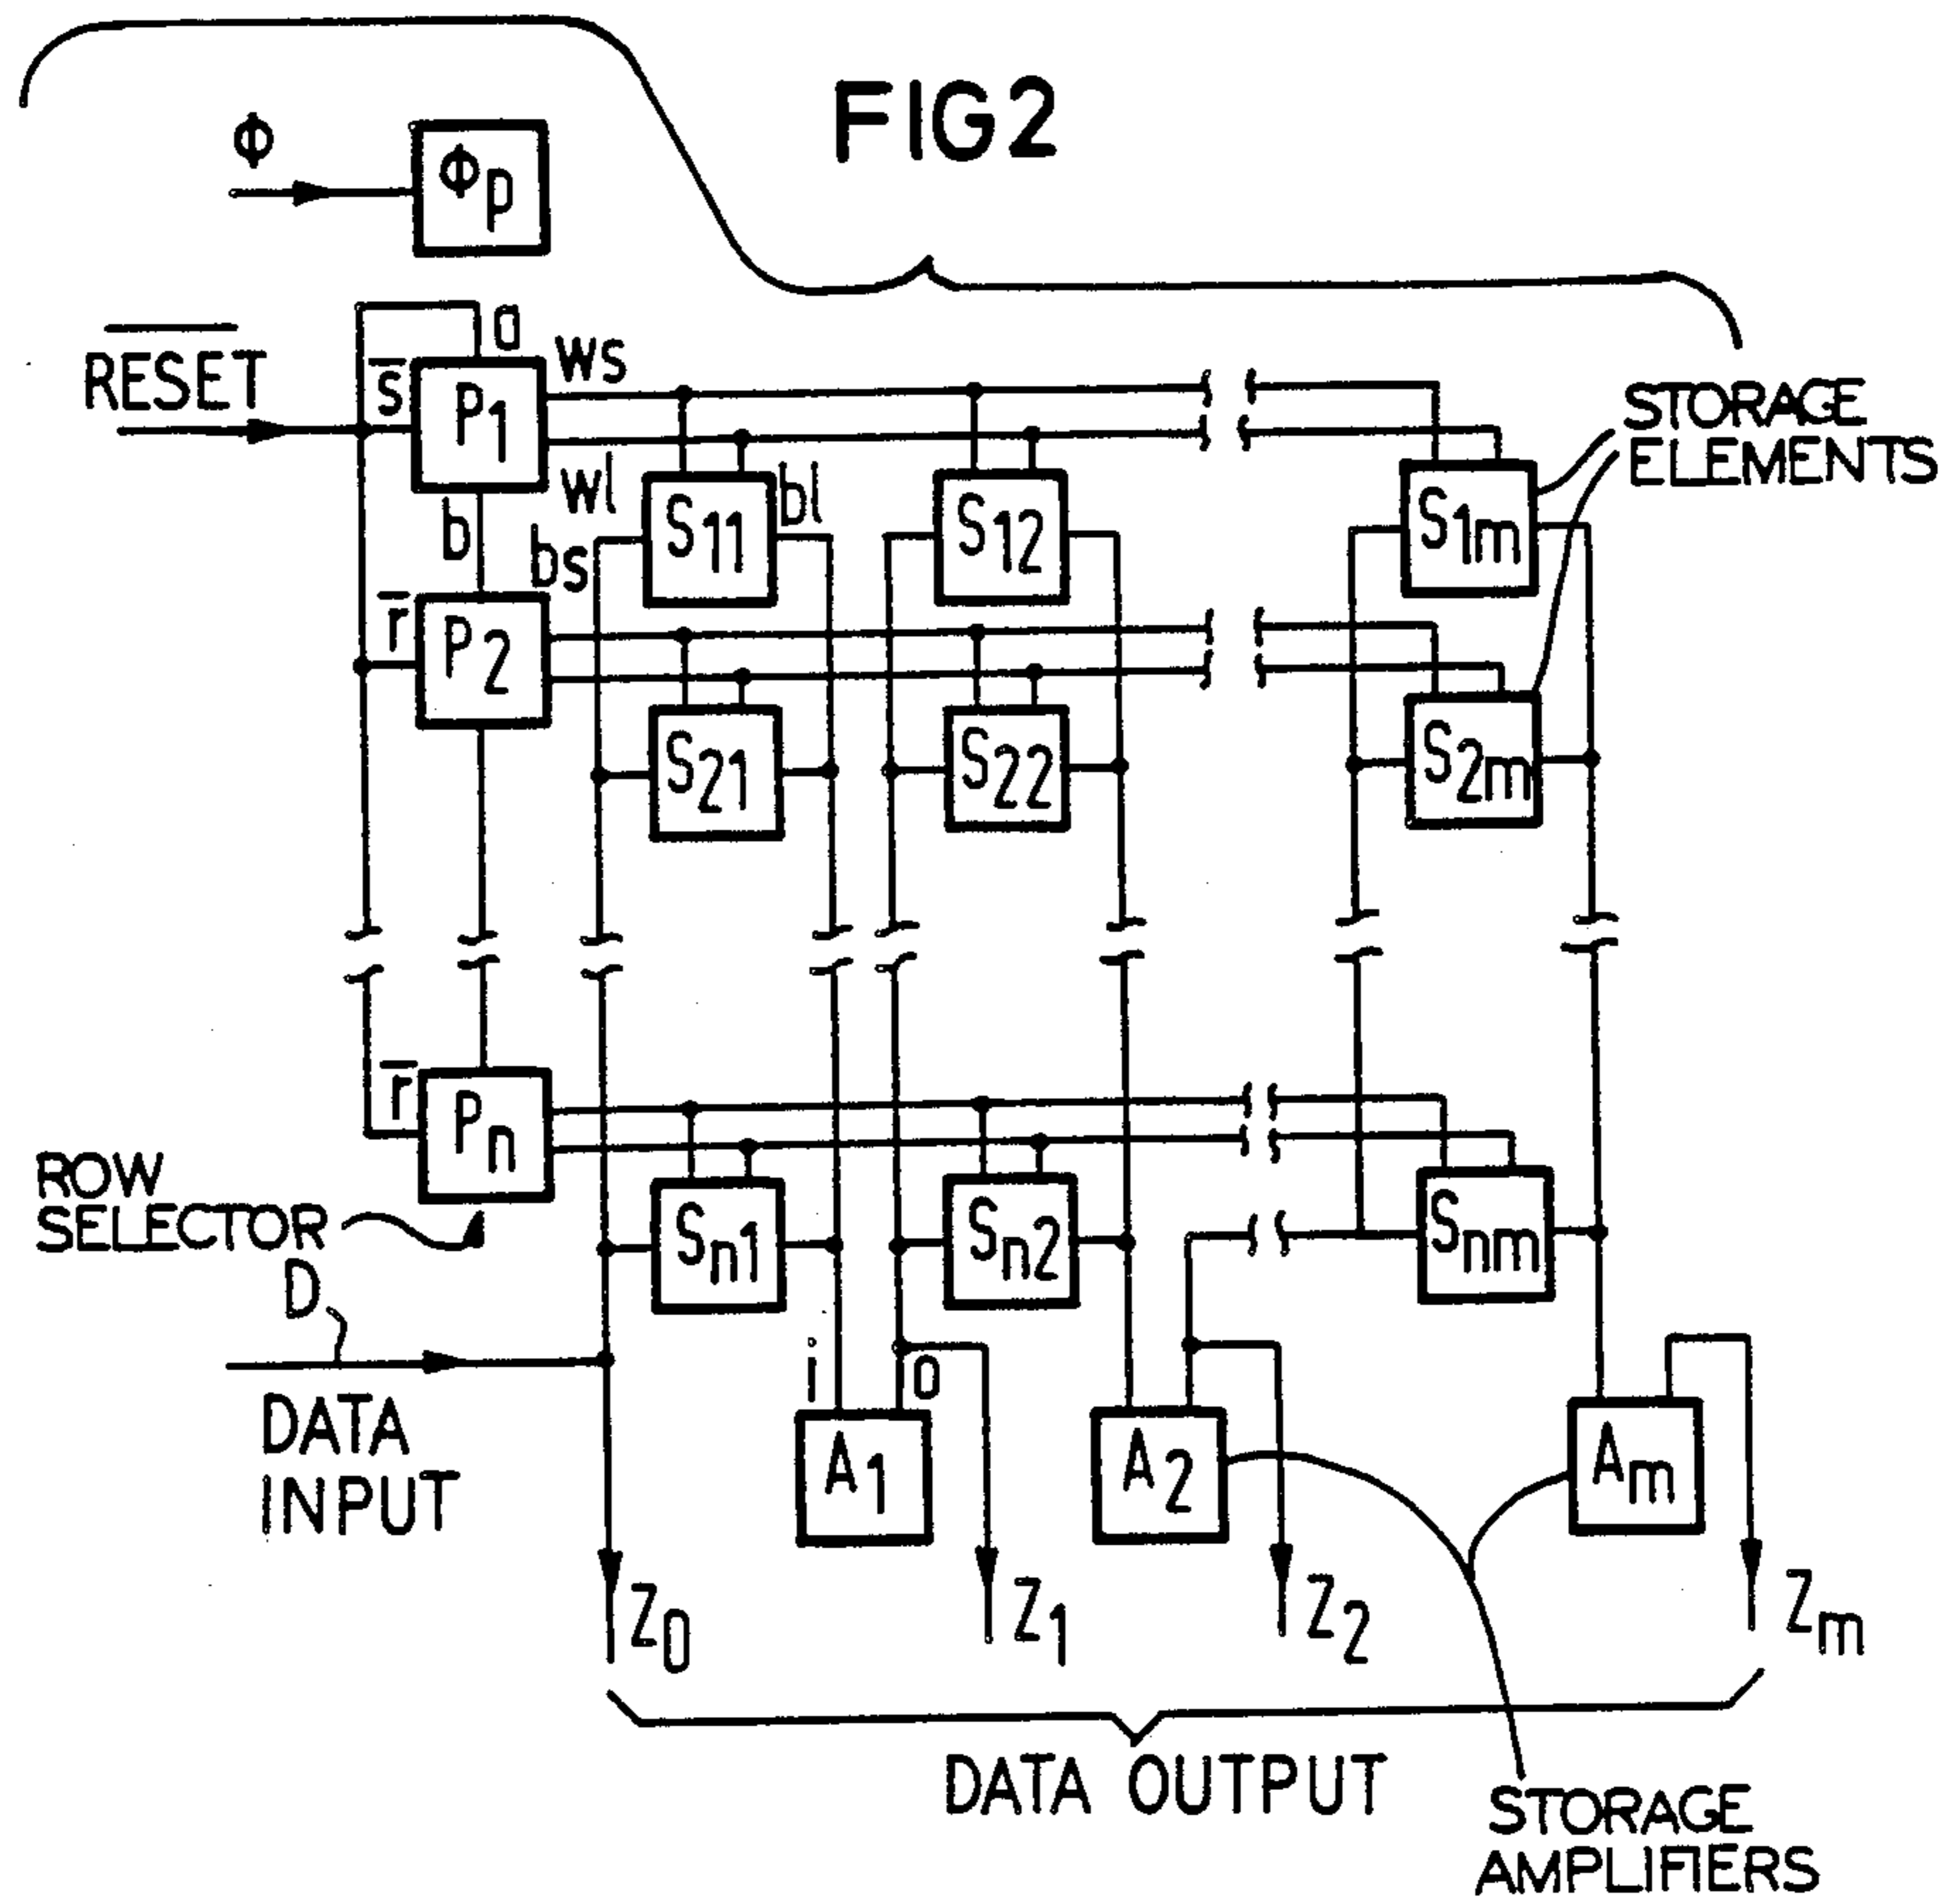 FIG2
Φ
Φp
RESET
a
s̅
P1
ws
wl
STORAGE
ELEMENTS
b
bs
S11
bl
S12
S1m
r̅
P2
S21
S22
S2m
r̅
Pn
ROW
SELECTOR
Sn1
Sn2
Snm
D
DATA
INPUT
i
o
A1
A2
Am
Z0
Z1
Z2
Zm
DATA OUTPUT
STORAGE
AMPLIFIERS